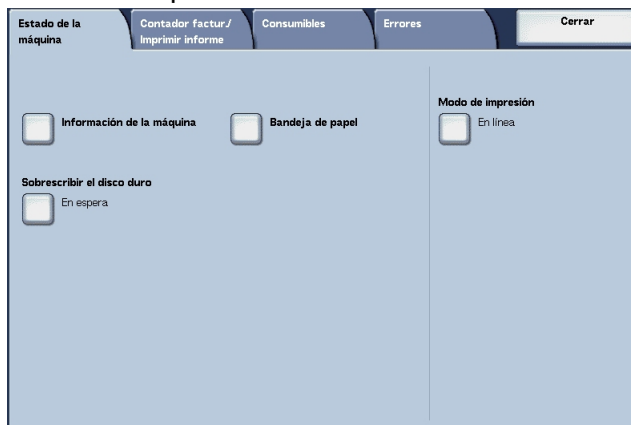 Estado de la
máquina
Contador factur./
Imprimir informe
Consumibles
Errores
Cerrar
Información de la máquina
Bandeja de papel
Modo de impresión
En línea
Sobrescribir el disco duro
En espera